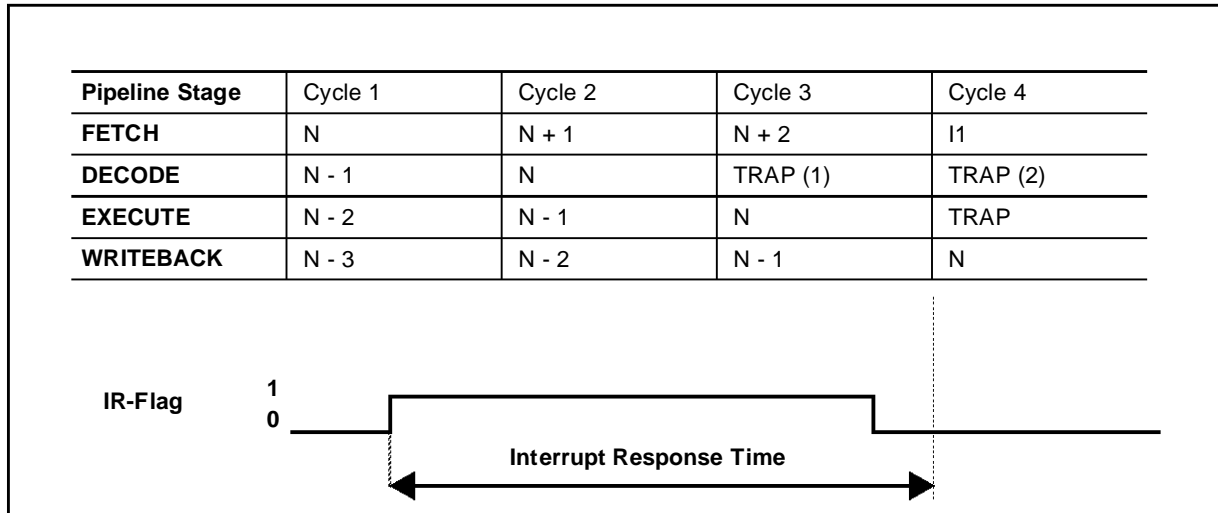 Pipeline Stage Cycle 1 Cycle 2 Cycle 3 Cycle 4
FETCH N N + 1 N + 2 I1
DECODE N - 1 N TRAP (1) TRAP (2)
EXECUTE N - 2 N - 1 N TRAP
WRITEBACK N - 3 N - 2 N - 1 N
1
IR-Flag
0
Interrupt Response Time